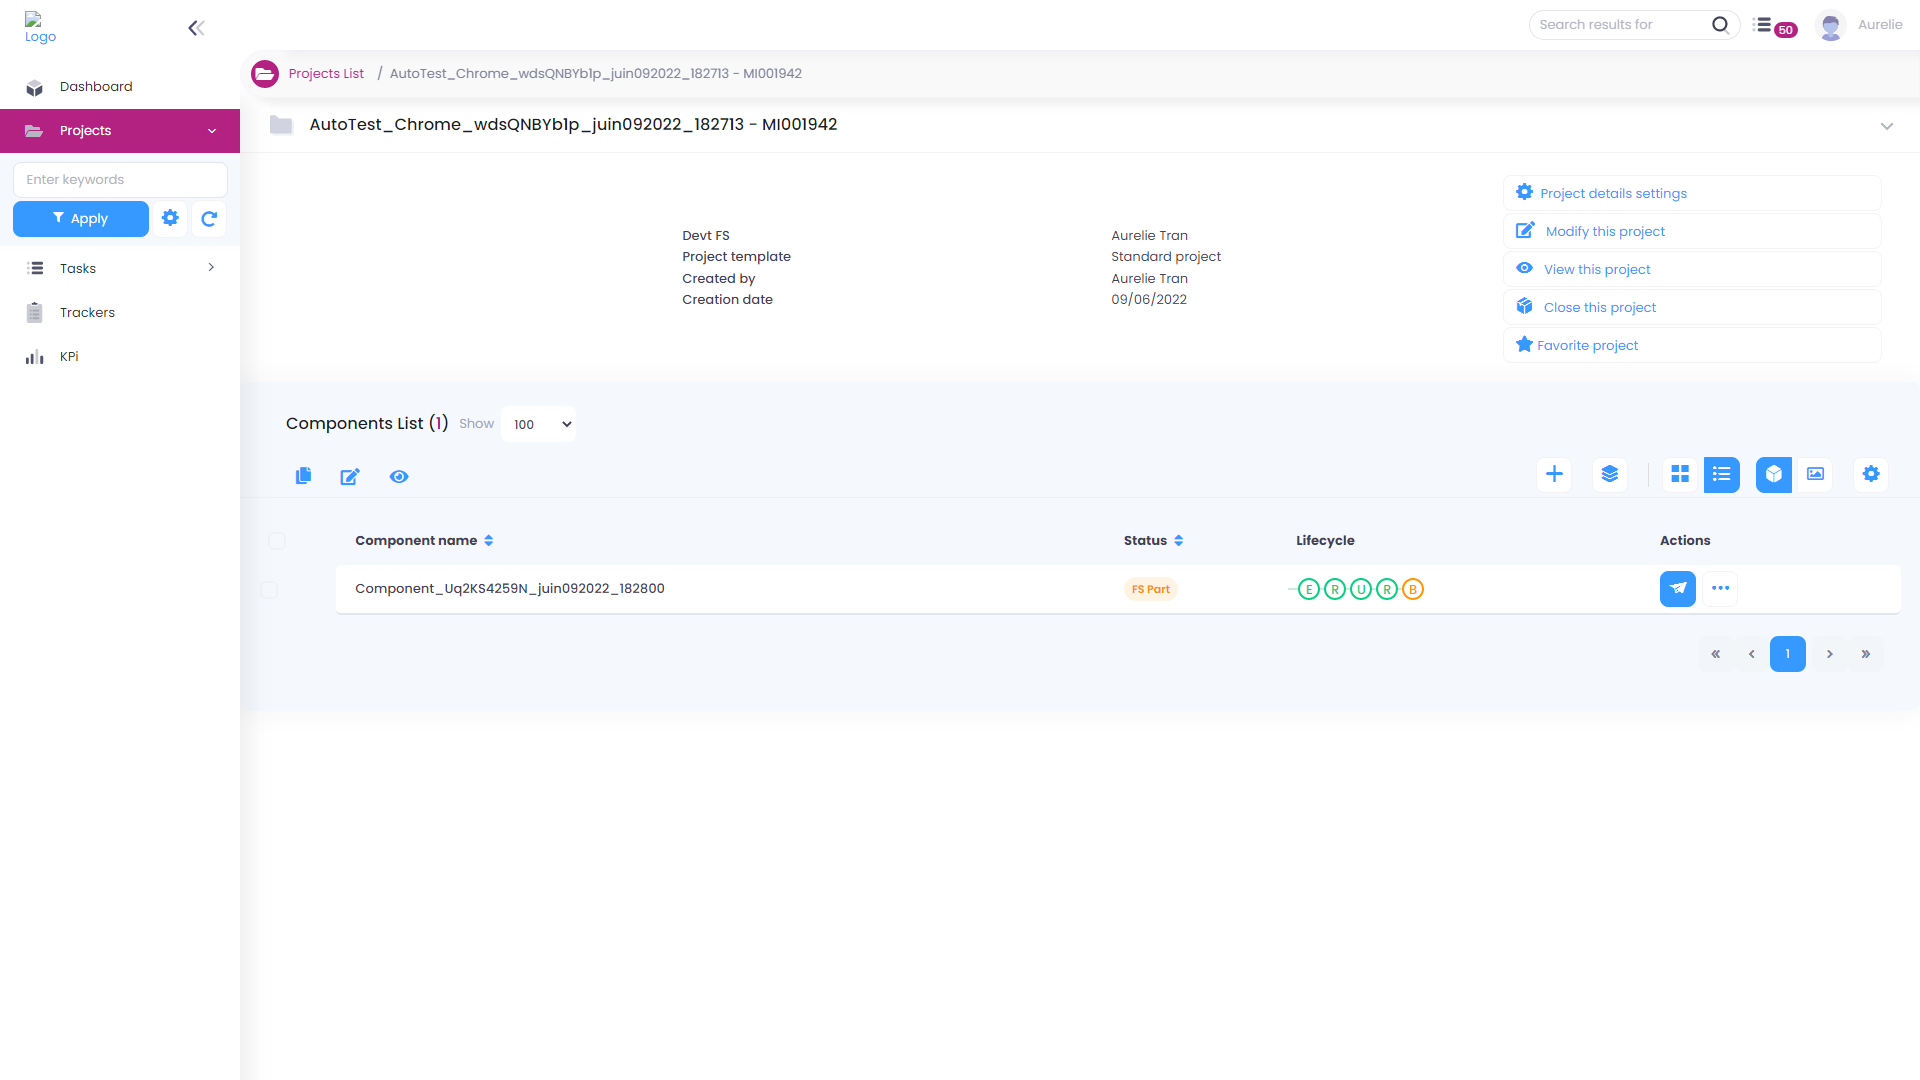 Logo
Search results for
50
Aurelie
Dashboard
Projects
Enter keywords
Apply
Tasks
Trackers
KPi
Projects List / AutoTest_Chrome_wdsQNBYb1p_juin092022_182713 - MI001942
AutoTest_Chrome_wdsQNBYb1p_juin092022_182713 - MI001942
Devt FS Aurelie Tran
Project template Standard project
Created by Aurelie Tran
Creation date 09/06/2022
Project details settings
Modify this project
View this project
Close this project
Favorite project
Components List (1) Show 100
Component name Status Lifecycle Actions
Component_Uq2KS4259N_juin092022_182800 FS Part E R U R B
« ‹ 1 › »